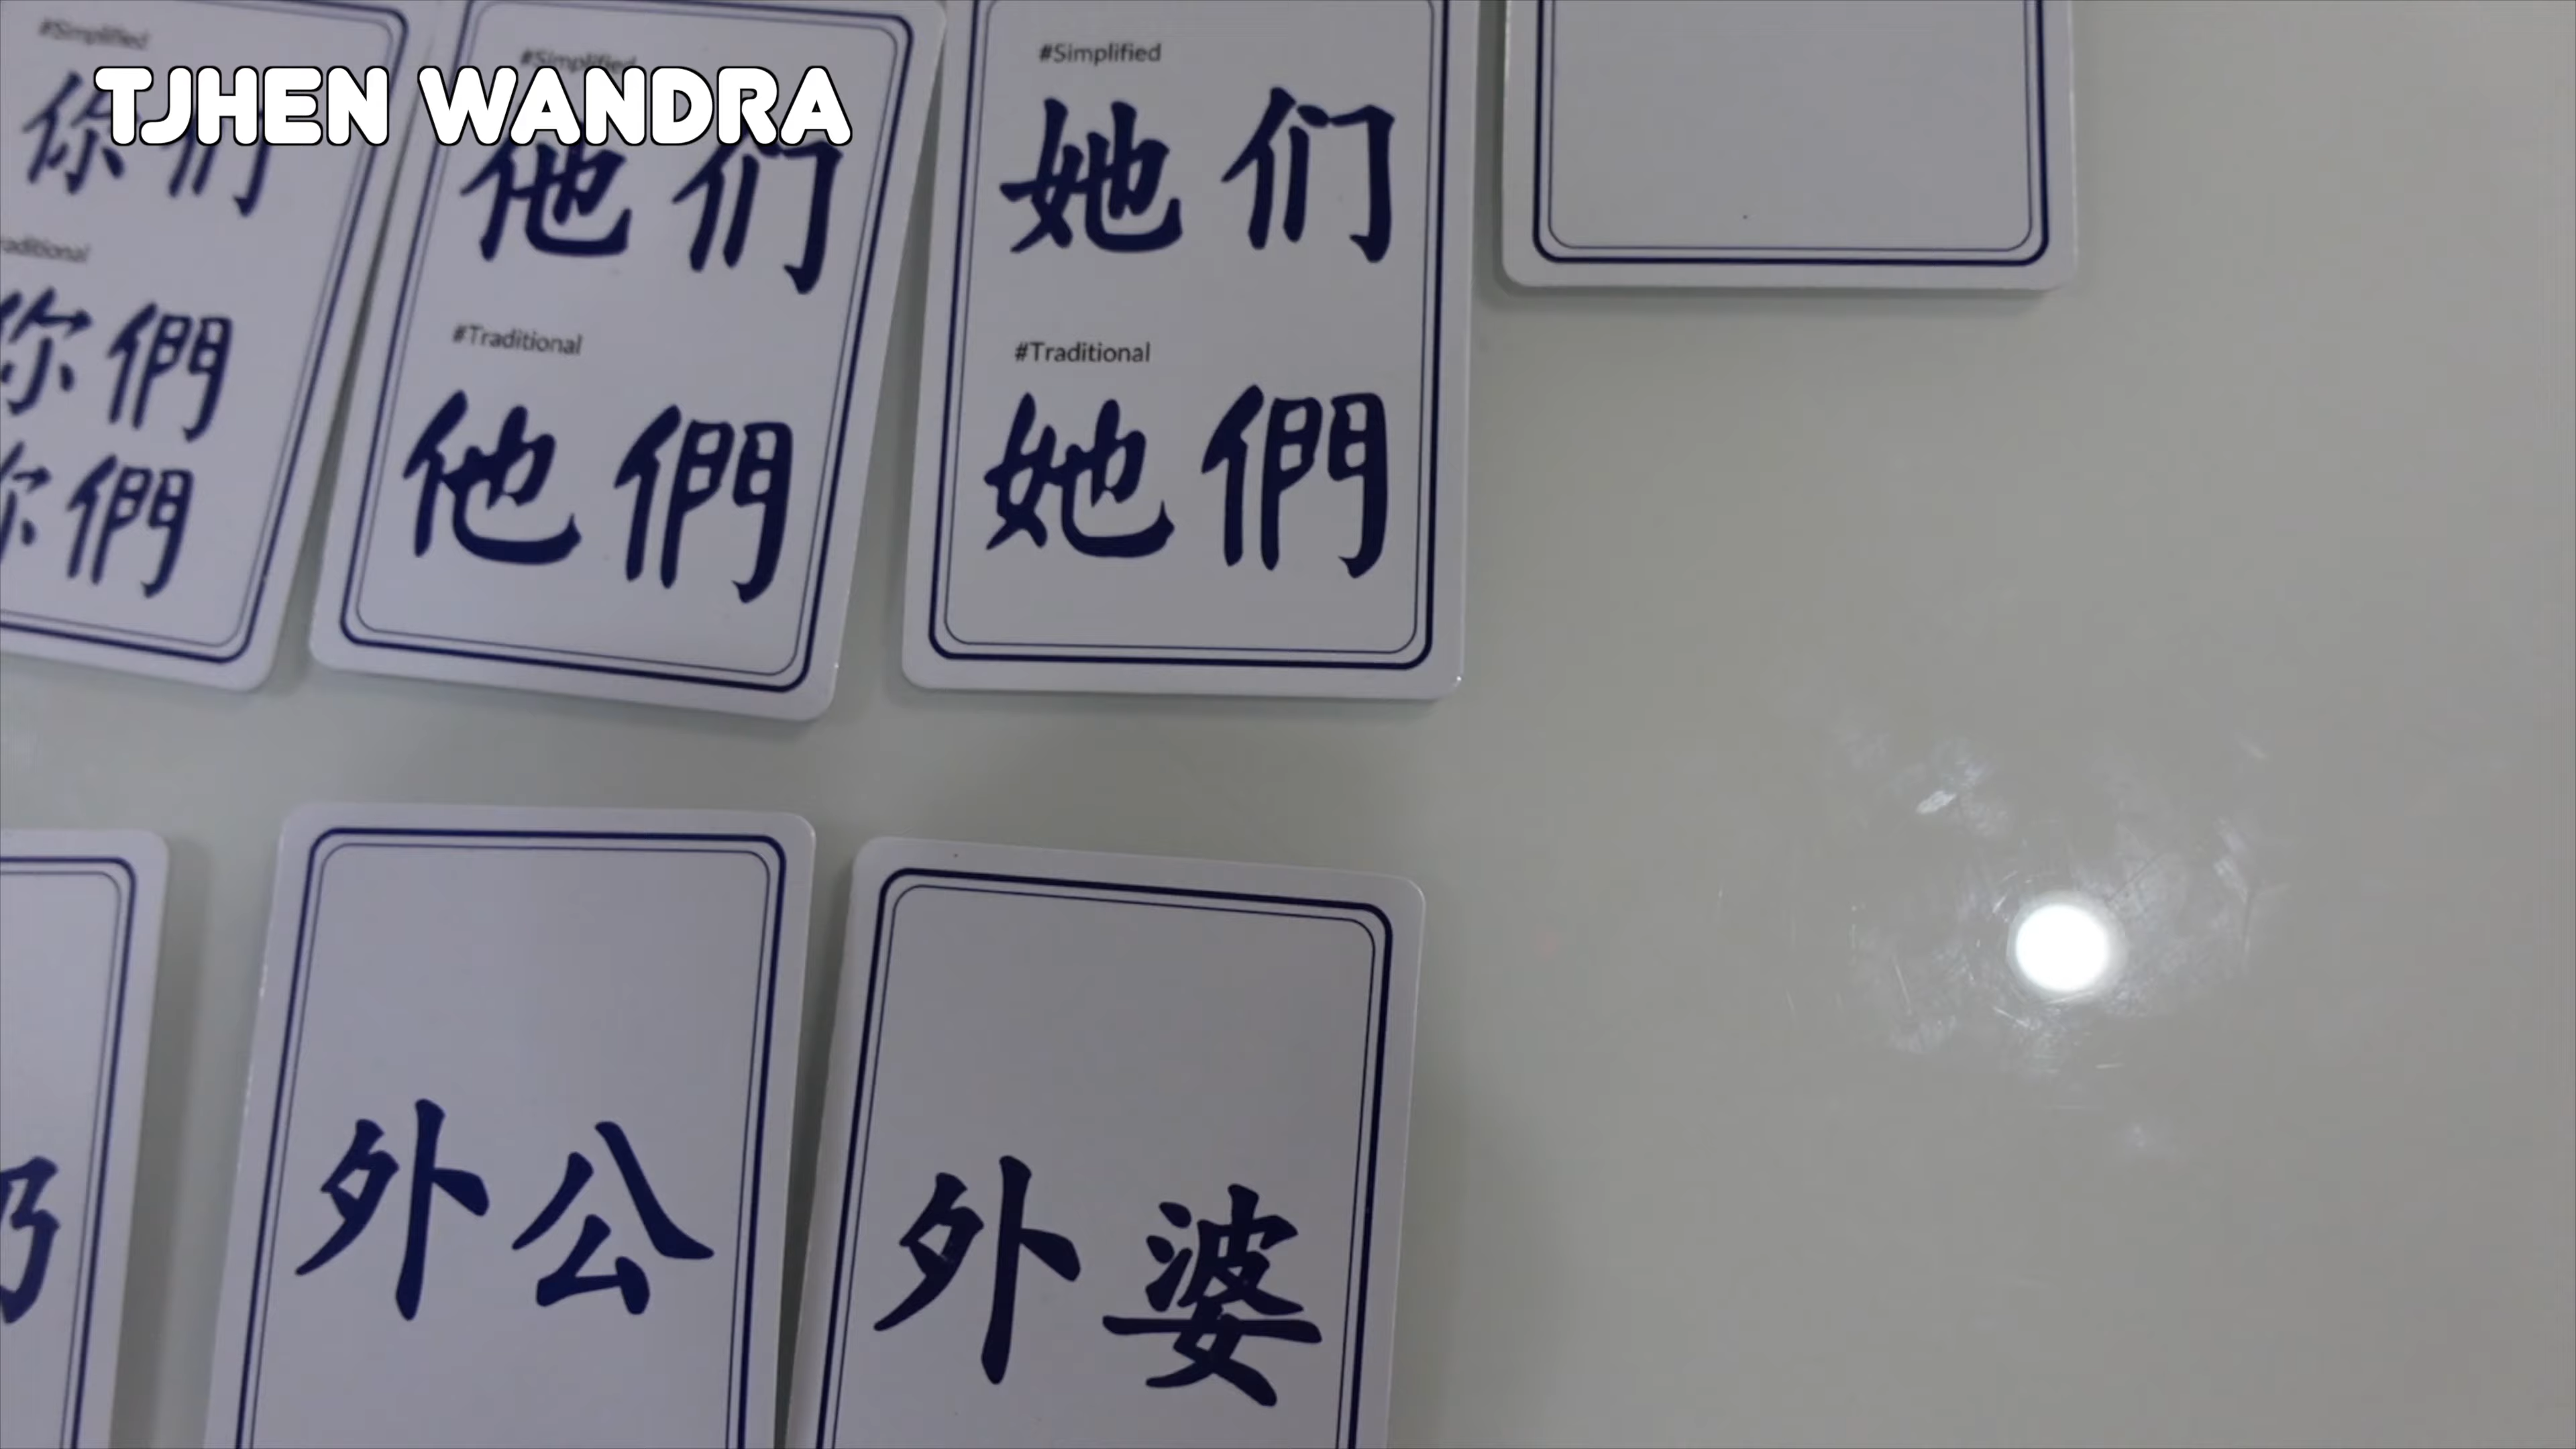 TJHEN WANDRA
#Simplified
你们
#Traditional
你們
你們
#Simplified
他们
#Traditional
他們
#Simplified
她们
#Traditional
她們
外公
外婆